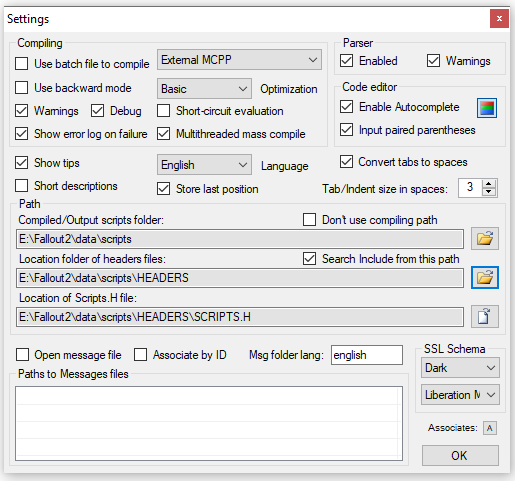 Settings
x
Compiling
Parser
Use batch file to compile
External MCPP
Enabled
Warnings
Use backward mode
Basic
Optimization
Code editor
Warnings
Debug
Short-circuit evaluation
Enable Autocomplete
Show error log on failure
Multithreaded mass compile
Input paired parentheses
Show tips
English
Language
Convert tabs to spaces
Short descriptions
Store last position
Tab/Indent size in spaces:
3
Path
Compiled/Output scripts folder:
Don't use compiling path
E:\Fallout2\data\scripts
Location folder of headers files:
Search Include from this path
E:\Fallout2\data\scripts\HEADERS
Location of Scripts.H file:
E:\Fallout2\data\scripts\HEADERS\SCRIPTS.H
Open message file
Associate by ID
Msg folder lang:
english
SSL Schema
Dark
Paths to Messages files
Liberation M
Associates:
A
OK